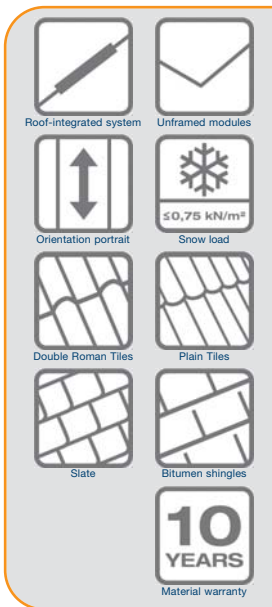 Roof-integrated system
Unframed modules
Orientation portrait
≤0,75 kN/m²
Snow load
Double Roman Tiles
Plain Tiles
Slate
Bitumen shingles
10
YEARS
Material warranty